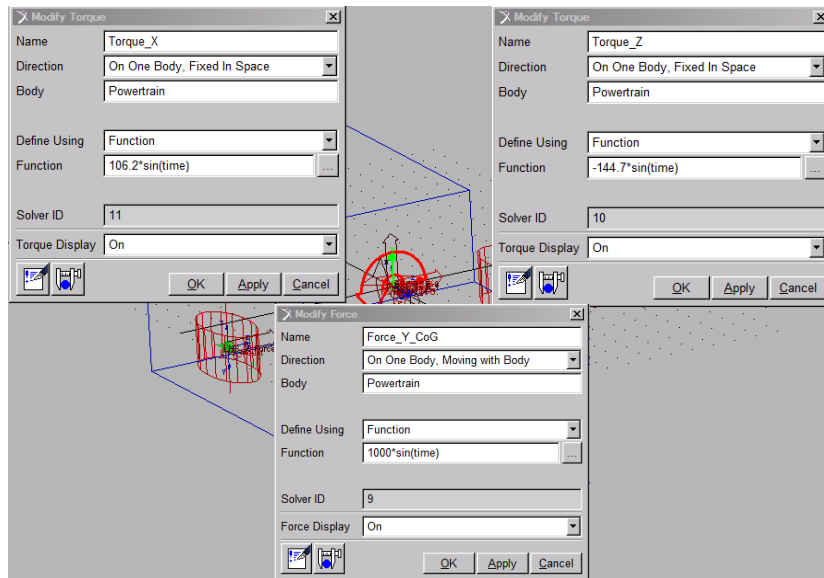 Modify Torque
Name Torque_X
Direction On One Body, Fixed In Space
Body Powertrain
Define Using Function
Function 106.2*sin(time) ...
Solver ID 11
Torque Display On
OK Apply Cancel
Modify Torque
Name Torque_Z
Direction On One Body, Fixed In Space
Body Powertrain
Define Using Function
Function -144.7*sin(time) ...
Solver ID 10
Torque Display On
OK Apply Cancel
Modify Force
Name Force_Y_CoG
Direction On One Body, Moving with Body
Body Powertrain
Define Using Function
Function 1000*sin(time) ...
Solver ID 9
Force Display On
OK Apply Cancel